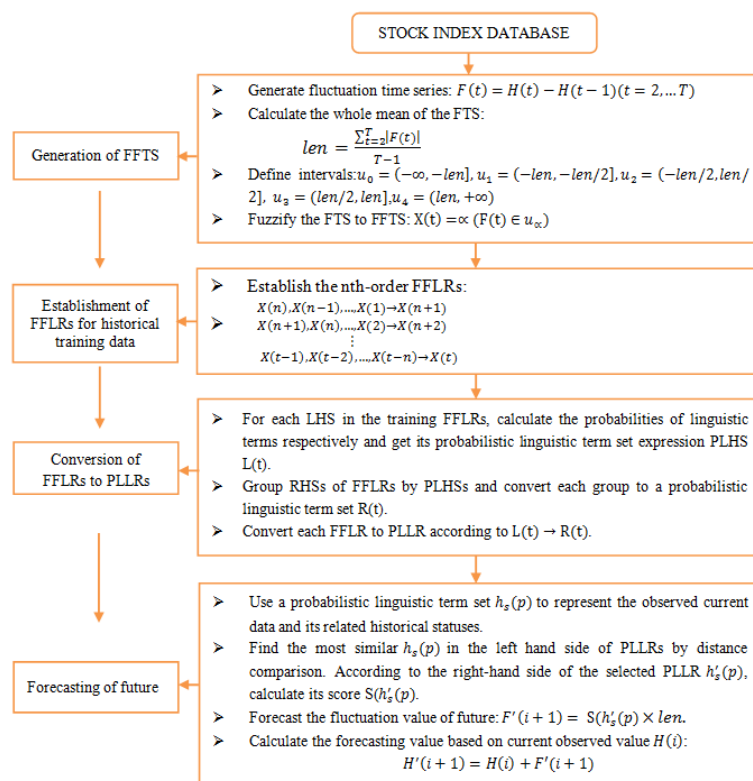 STOCK INDEX DATABASE
➢ Generate fluctuation time series: F(t) = H(t) − H(t − 1)(t = 2, … T)
➢ Calculate the whole mean of the FTS:
len = \frac{\sum_{t=2}^{T}|F(t)|}{T−1}
➢ Define intervals:u₀ = (−∞, −len], u₁ = (−len, −len/2], u₂ = (−len/2, len/
2], u₃ = (len/2, len],u₄ = (len, +∞)
➢ Fuzzify the FTS to FFTS: X(t) =∝ (F(t) ∈ u∝)
Generation of FFTS
➢ Establish the nth-order FFLRs:
X(n),X(n−1),...,X(1)→X(n+1)
➢ X(n+1),X(n),...,X(2)→X(n+2)
⋮
X(t−1),X(t−2),...,X(t−n)→X(t)
Establishment of
FFLRs for historical
training data
➢ For each LHS in the training FFLRs, calculate the probabilities of linguistic
terms respectively and get its probabilistic linguistic term set expression PLHS
L(t).
➢ Group RHSs of FFLRs by PLHSs and convert each group to a probabilistic
linguistic term set R(t).
➢ Convert each FFLR to PLLR according to L(t) → R(t).
Conversion of
FFLRs to PLLRs
➢ Use a probabilistic linguistic term set hₛ(p) to represent the observed current
data and its related historical statuses.
➢ Find the most similar hₛ(p) in the left hand side of PLLRs by distance
comparison. According to the right-hand side of the selected PLLR h′ₛ(p),
calculate its score S(h′ₛ(p).
➢ Forecast the fluctuation value of future: F′(i + 1) = S(h′ₛ(p) × len.
➢ Calculate the forecasting value based on current observed value H(i):
H′(i + 1) = H(i) + F′(i + 1)
Forecasting of future